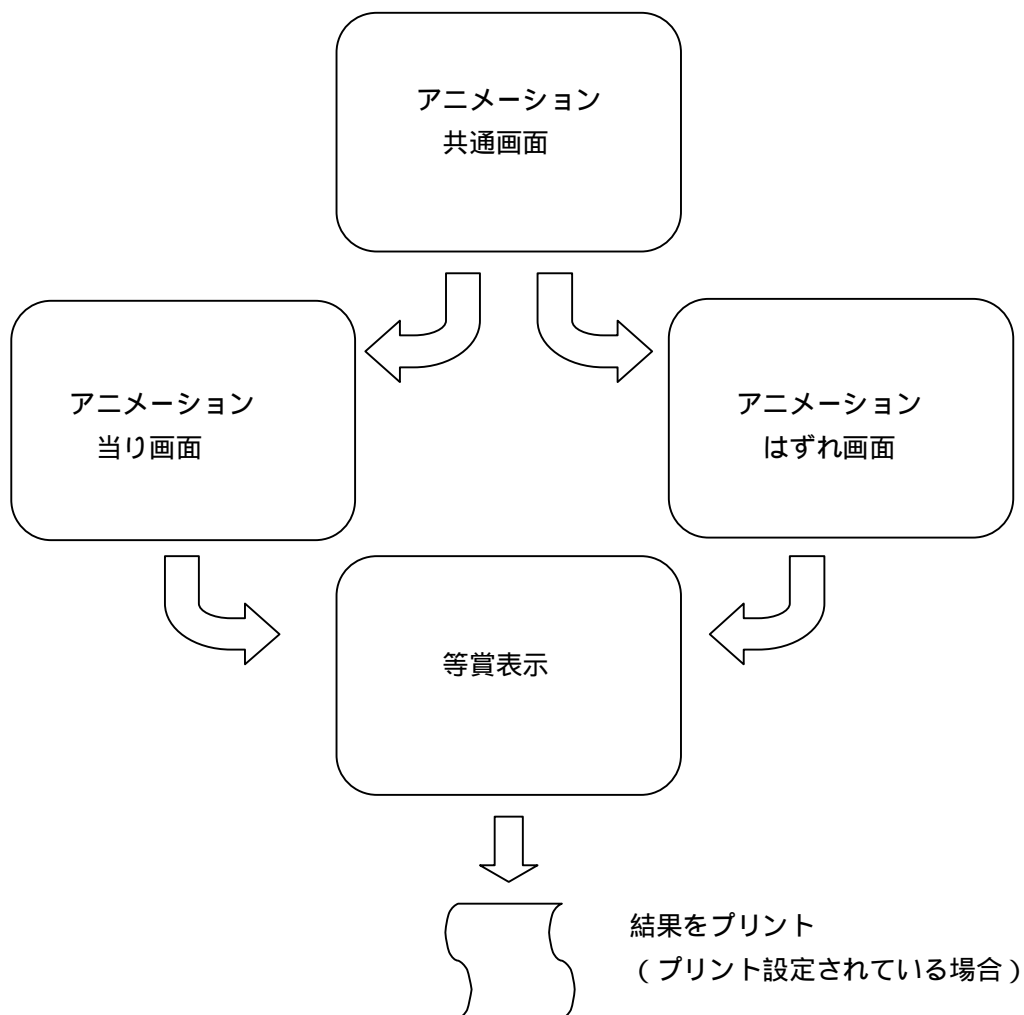 アニメーション
共通画面
アニメーション
当り画面
アニメーション
はずれ画面
等賞表示
結果をプリント
（プリント設定されている場合）